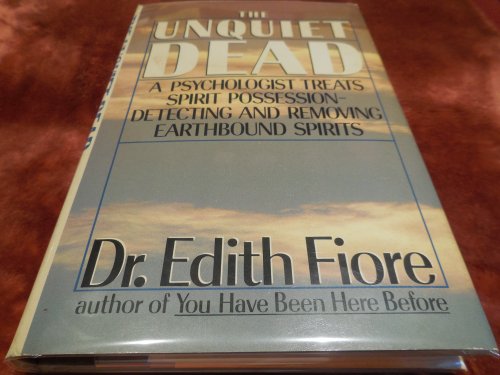 THE
UNQUIET
DEAD
A PSYCHOLOGIST TREATS
SPIRIT POSSESSION-
DETECTING AND REMOVING
EARTHBOUND SPIRITS
Dr. Edith Fiore
author of You Have Been Here Before